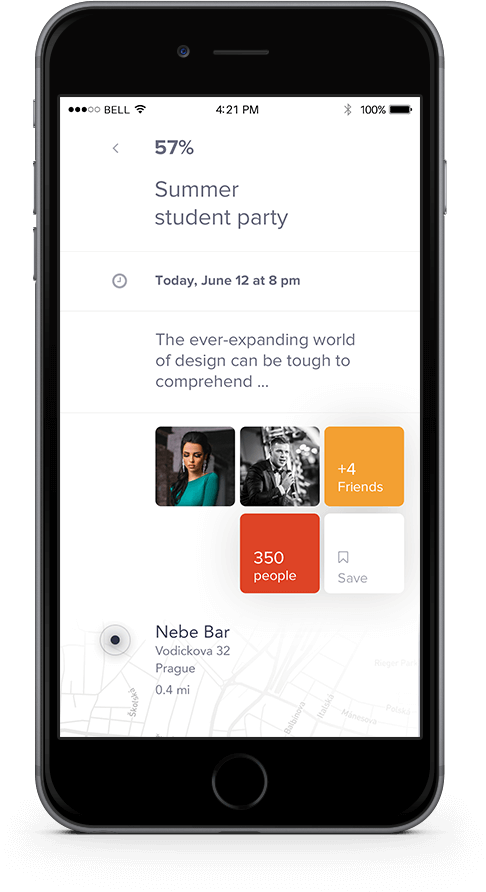 BELL
4:21 PM
100%
57%
Summer
student party
Today, June 12 at 8 pm
The ever-expanding world
of design can be tough to
comprehend ...
+4
Friends
350
people
Save
Nebe Bar
Vodickova 32
Prague
0.4 mi
Školská
Balbínova
Italská
Mánesova
Polská